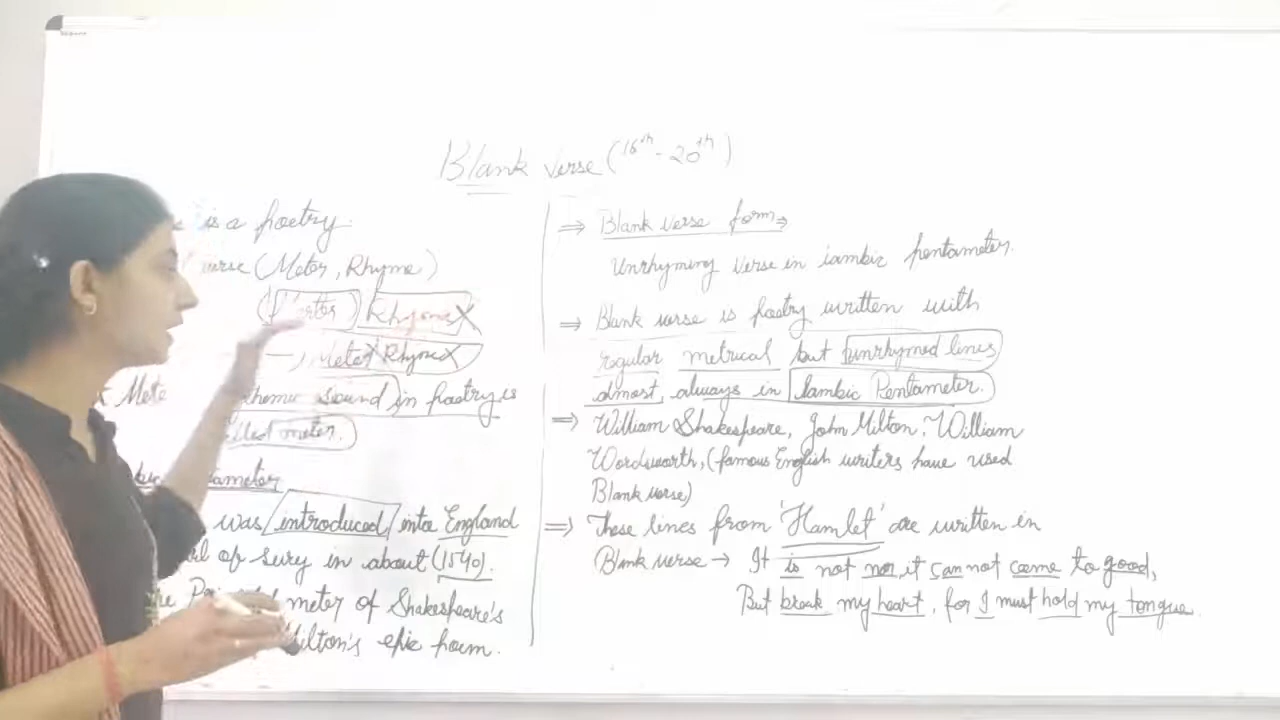 Blank verse (16th - 20th)
is a poetry.
verse (Meter, Rhyme)
Rhyme X
Meter X Rhyme X
sound in poetry is
meter.
was introduced into England
of Sury in about (1540).
meter of Shakespeare's
Milton's epic poem.
⇒ Blank verse form ⇒
Unrhyming verse in iambic pentameter.
⇒ Blank verse is poetry written with
regular metrical but unrhymed lines
almost always in Iambic Pentameter.
⇒ William Shakespeare, John Milton, William
Wordsworth, (famous English writers have used
Blank verse)
⇒ These lines from 'Hamlet' are written in
Blank verse → It is not nor it can not come to good,
But break my heart, for I must hold my tongue.